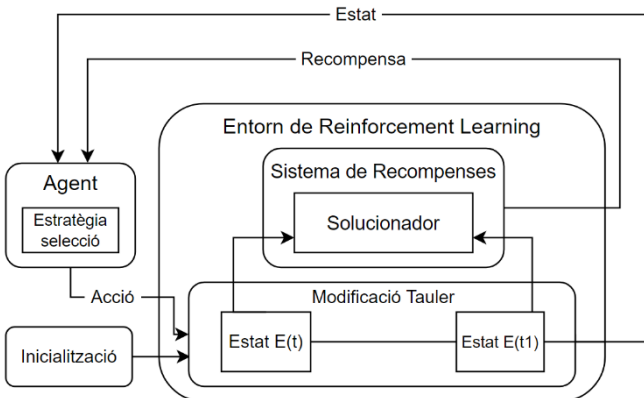 Estat
Recompensa
Entorn de Reinforcement Learning
Sistema de Recompenses
Agent
Estratègia
selecció
Solucionador
Acció
Modificació Tauler
Inicialització
Estat E(t)
Estat E(t1)